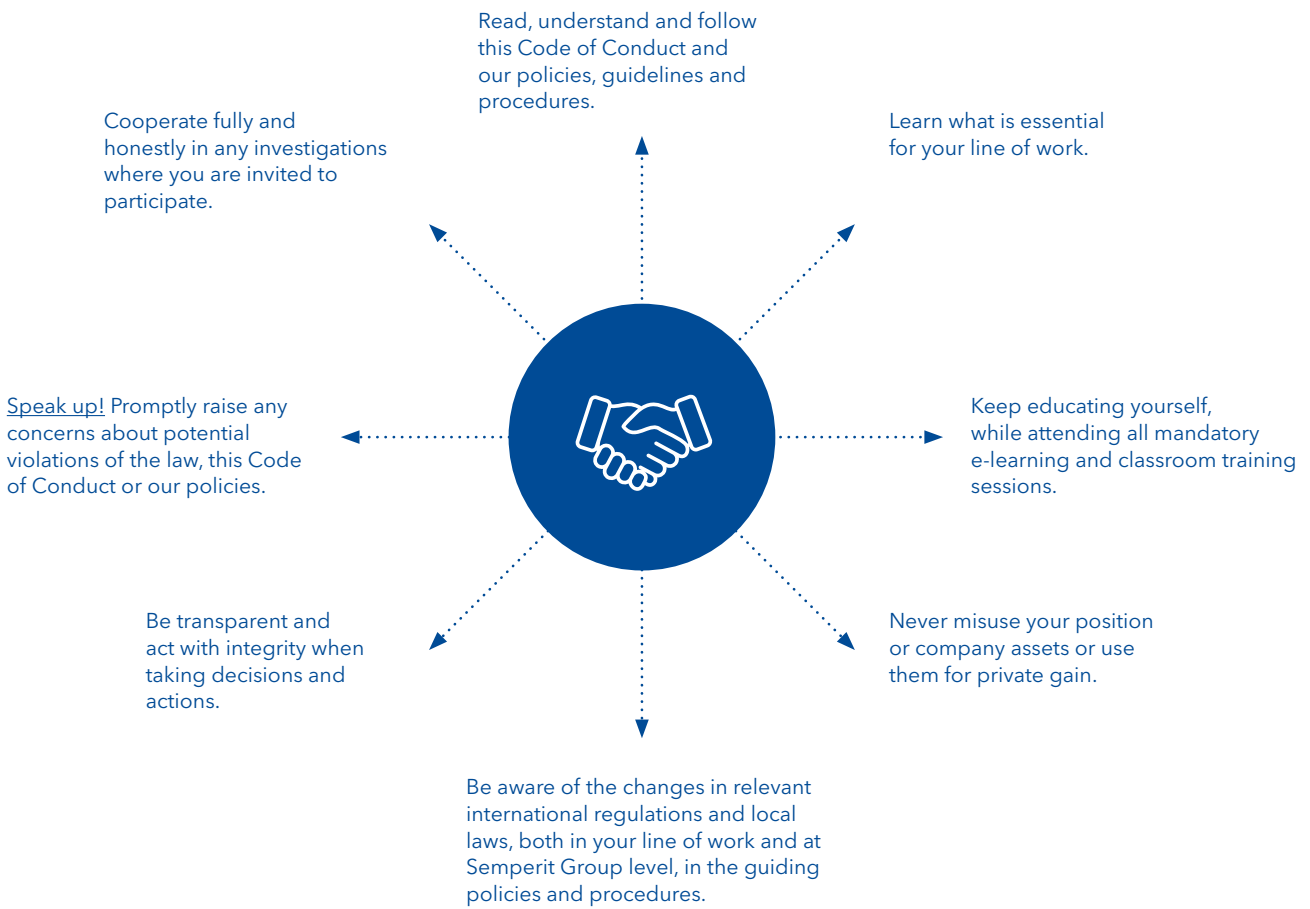 Read, understand and follow
this Code of Conduct and
our policies, guidelines and
procedures.
Learn what is essential
for your line of work.
Keep educating yourself,
while attending all mandatory
e-learning and classroom training
sessions.
Never misuse your position
or company assets or use
them for private gain.
Be aware of the changes in relevant
international regulations and local
laws, both in your line of work and at
Semperit Group level, in the guiding
policies and procedures.
Be transparent and
act with integrity when
taking decisions and
actions.
Speak up! Promptly raise any
concerns about potential
violations of the law, this Code
of Conduct or our policies.
Cooperate fully and
honestly in any investigations
where you are invited to
participate.